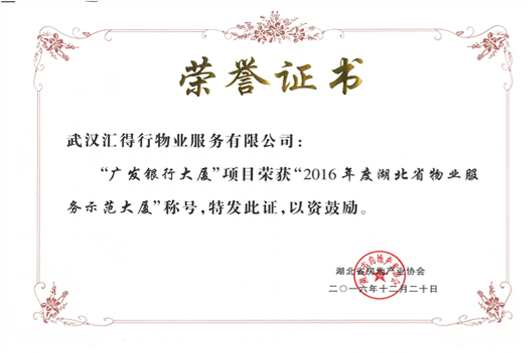 荣誉证书
武汉汇得行物业服务有限公司：
“广发银行大厦”项目荣获“2016年度湖北省物业服
务示范大厦”称号，特发此证，以资鼓励。
湖北省房地产业协会
二〇一六年十二月二十日